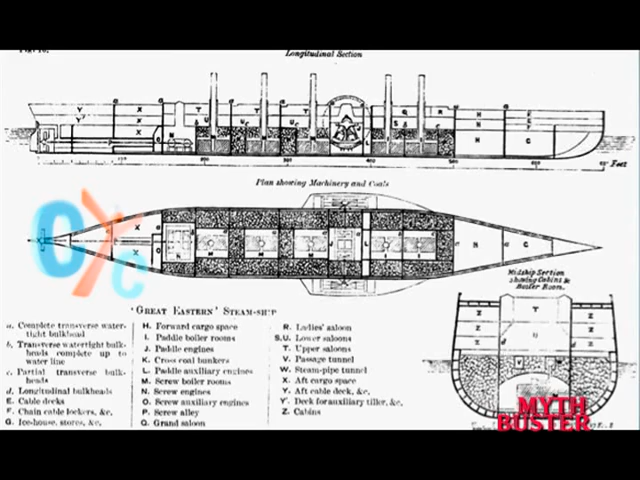 Longitudinal Section
Feet
Plan showing Machinery and Coals
Midship Section
showing Cabins &
Boiler Room.
'GREAT EASTERN' STEAM-SHIP
a. Complete transverse water-
tight bulkhead
b. Transverse watertight bulk-
heads complete up to
water line
c. Partial transverse bulk-
heads
d. Longitudinal bulkheads
E. Cable decks
F. Chain cable lockers, &c.
G. Ice-house, stores, &c.
H. Forward cargo space
I. Paddle boiler rooms
J. Paddle engines
K. Cross coal bunkers
L. Paddle auxiliary engines
M. Screw boiler rooms
N. Screw engines
O. Screw auxiliary engines
P. Screw alley
Q. Grand saloon
R. Ladies' saloon
S,U. Lower saloons
T. Upper saloons
V. Passage tunnel
W. Steam-pipe tunnel
X. Aft cargo space
Y. Aft cable deck, &c.
Y'. Deck for auxiliary tiller, &c.
Z. Cabins
MYTH
BUSTER